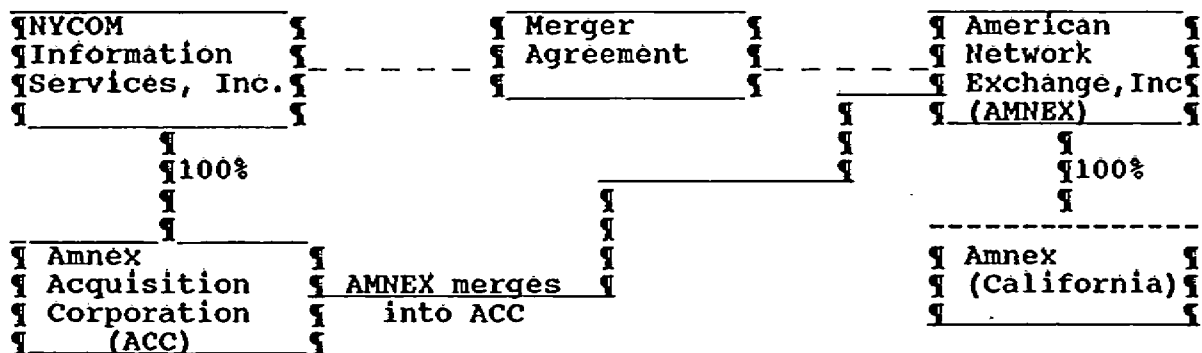 NYCOM
Information
Services, Inc.
Merger
Agreement
American
Network
Exchange,Inc
(AMNEX)
100%
100%
Amnex
Acquisition
Corporation
(ACC)
AMNEX merges
into ACC
Amnex
(California)